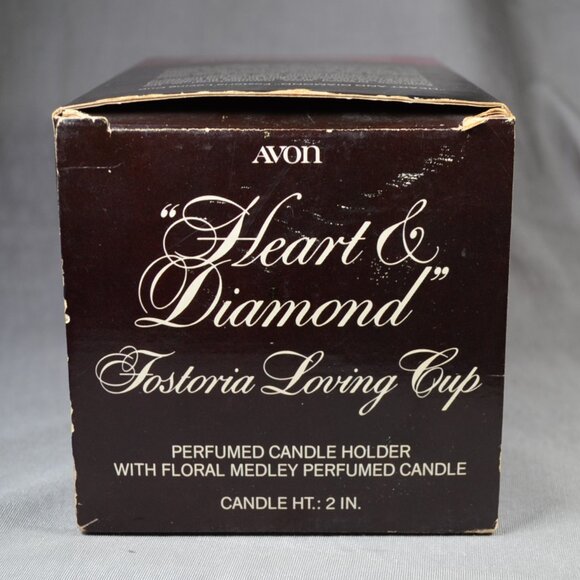 AVON
"Heart &
Diamond"
Fostoria Loving Cup
PERFUMED CANDLE HOLDER
WITH FLORAL MEDLEY PERFUMED CANDLE
CANDLE HT.: 2 IN.